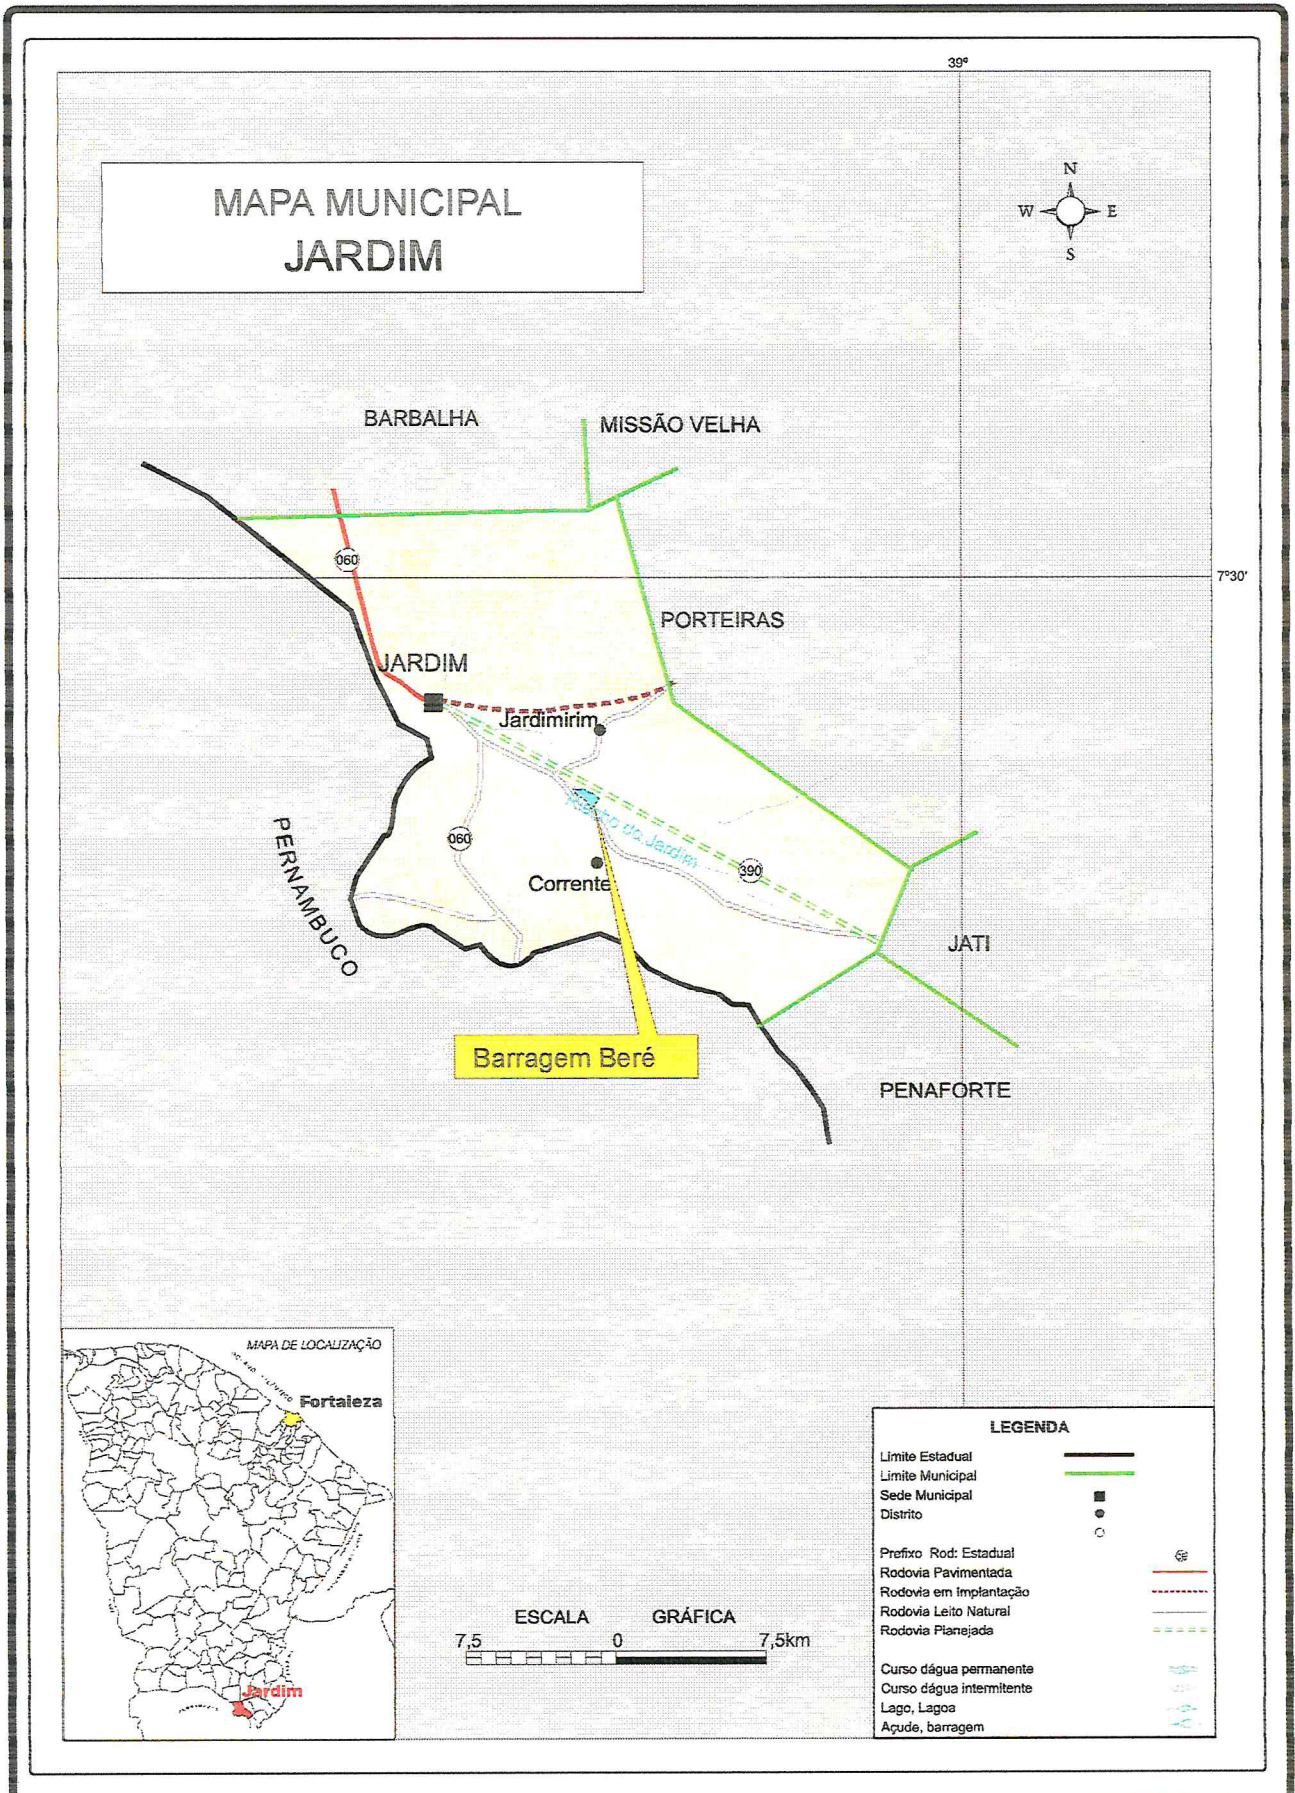 39º
MAPA MUNICIPAL
JARDIM
N
W E
S
BARBALHA
MISSÃO VELHA
060
7°30'
PORTEIRAS
JARDIM
Jardimirim
Riacho do Jardim
060
390
PERNAMBUCO
Corrente
JATI
Barragem Beré
PENAFORTE
MAPA DE LOCALIZAÇÃO
Fortaleza
Jardim
ESCALA GRÁFICA
7,5 0 7,5km
LEGENDA
Limite Estadual
Limite Municipal
Sede Municipal
Distrito
Prefixo Rod: Estadual
Rodovia Pavimentada
Rodovia em Implantação
Rodovia Leito Natural
Rodovia Planejada
Curso dágua permanente
Curso dágua intermitente
Lago, Lagoa
Açude, barragem